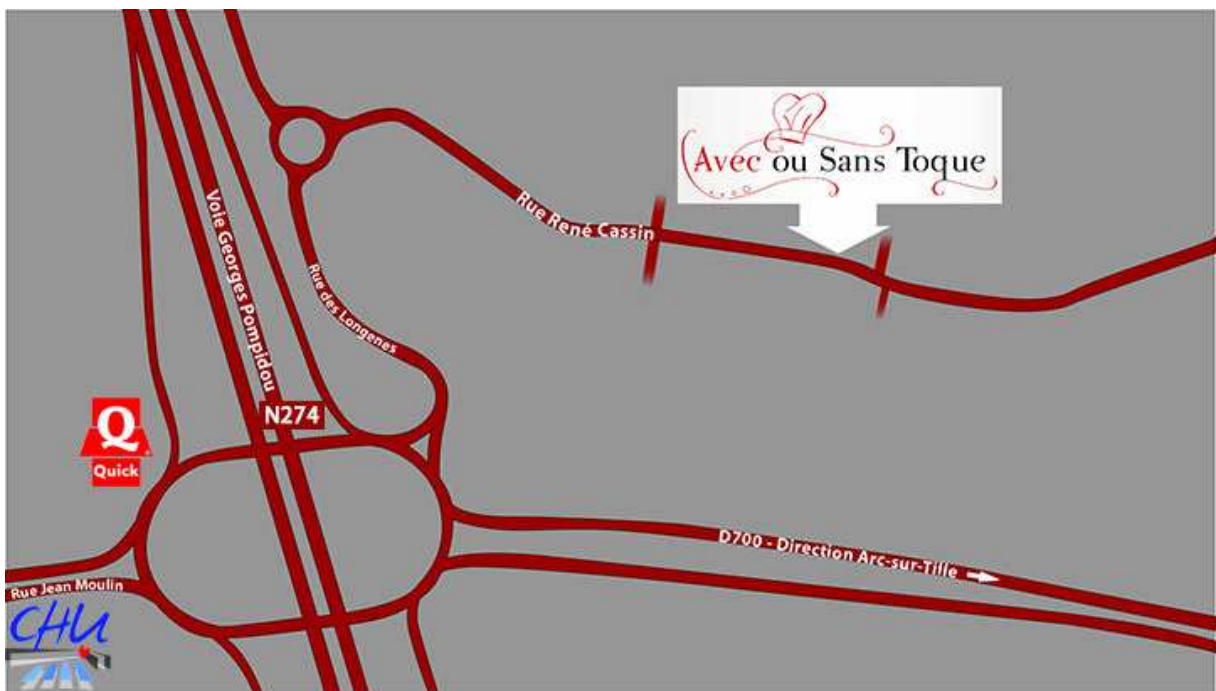 Avec ou Sans Toque
Rue René Cassin
Voie Georges Pompidou
Rue des Longenes
N274
Q
Quick
D700 - Direction Arc-sur-Tille
Rue Jean Moulin
CHU